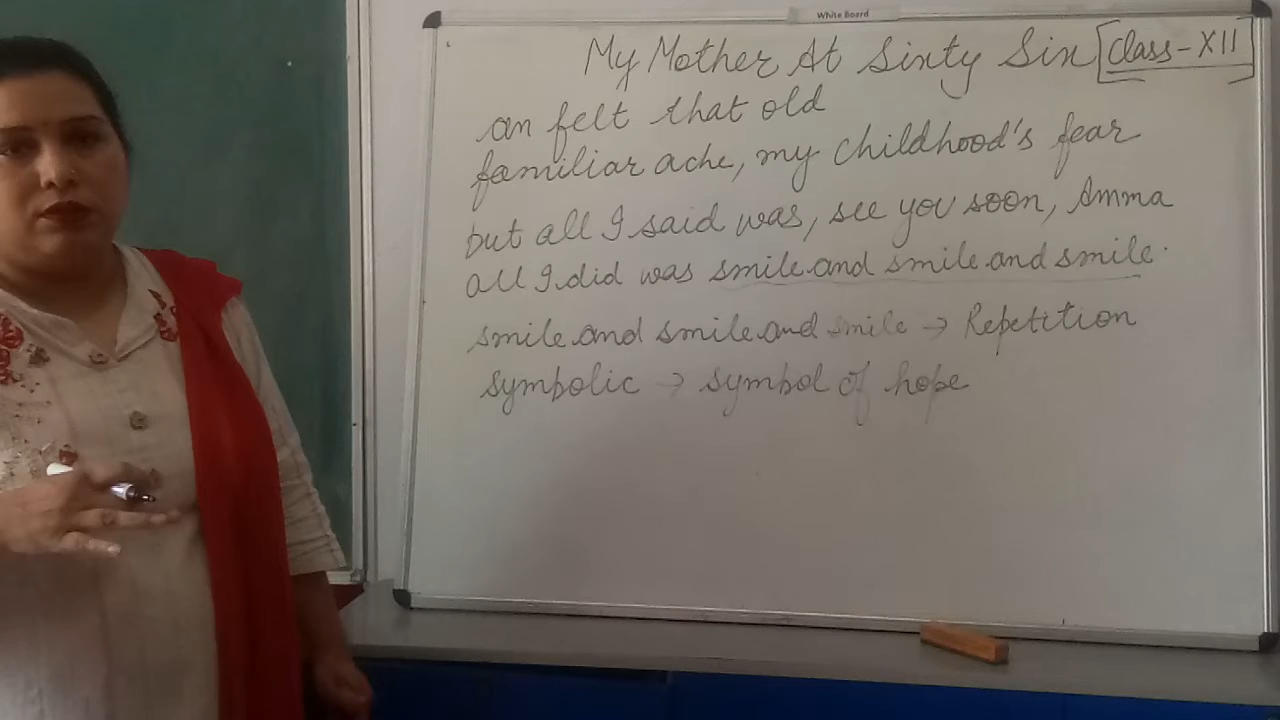 White Board
My Mother At Sixty Six [Class-XII]
an felt that old
familiar ache, my childhood's fear
but all I said was, see you soon, Amma
all I did was smile and smile and smile.
smile and smile and smile → Repetition
symbolic → symbol of hope